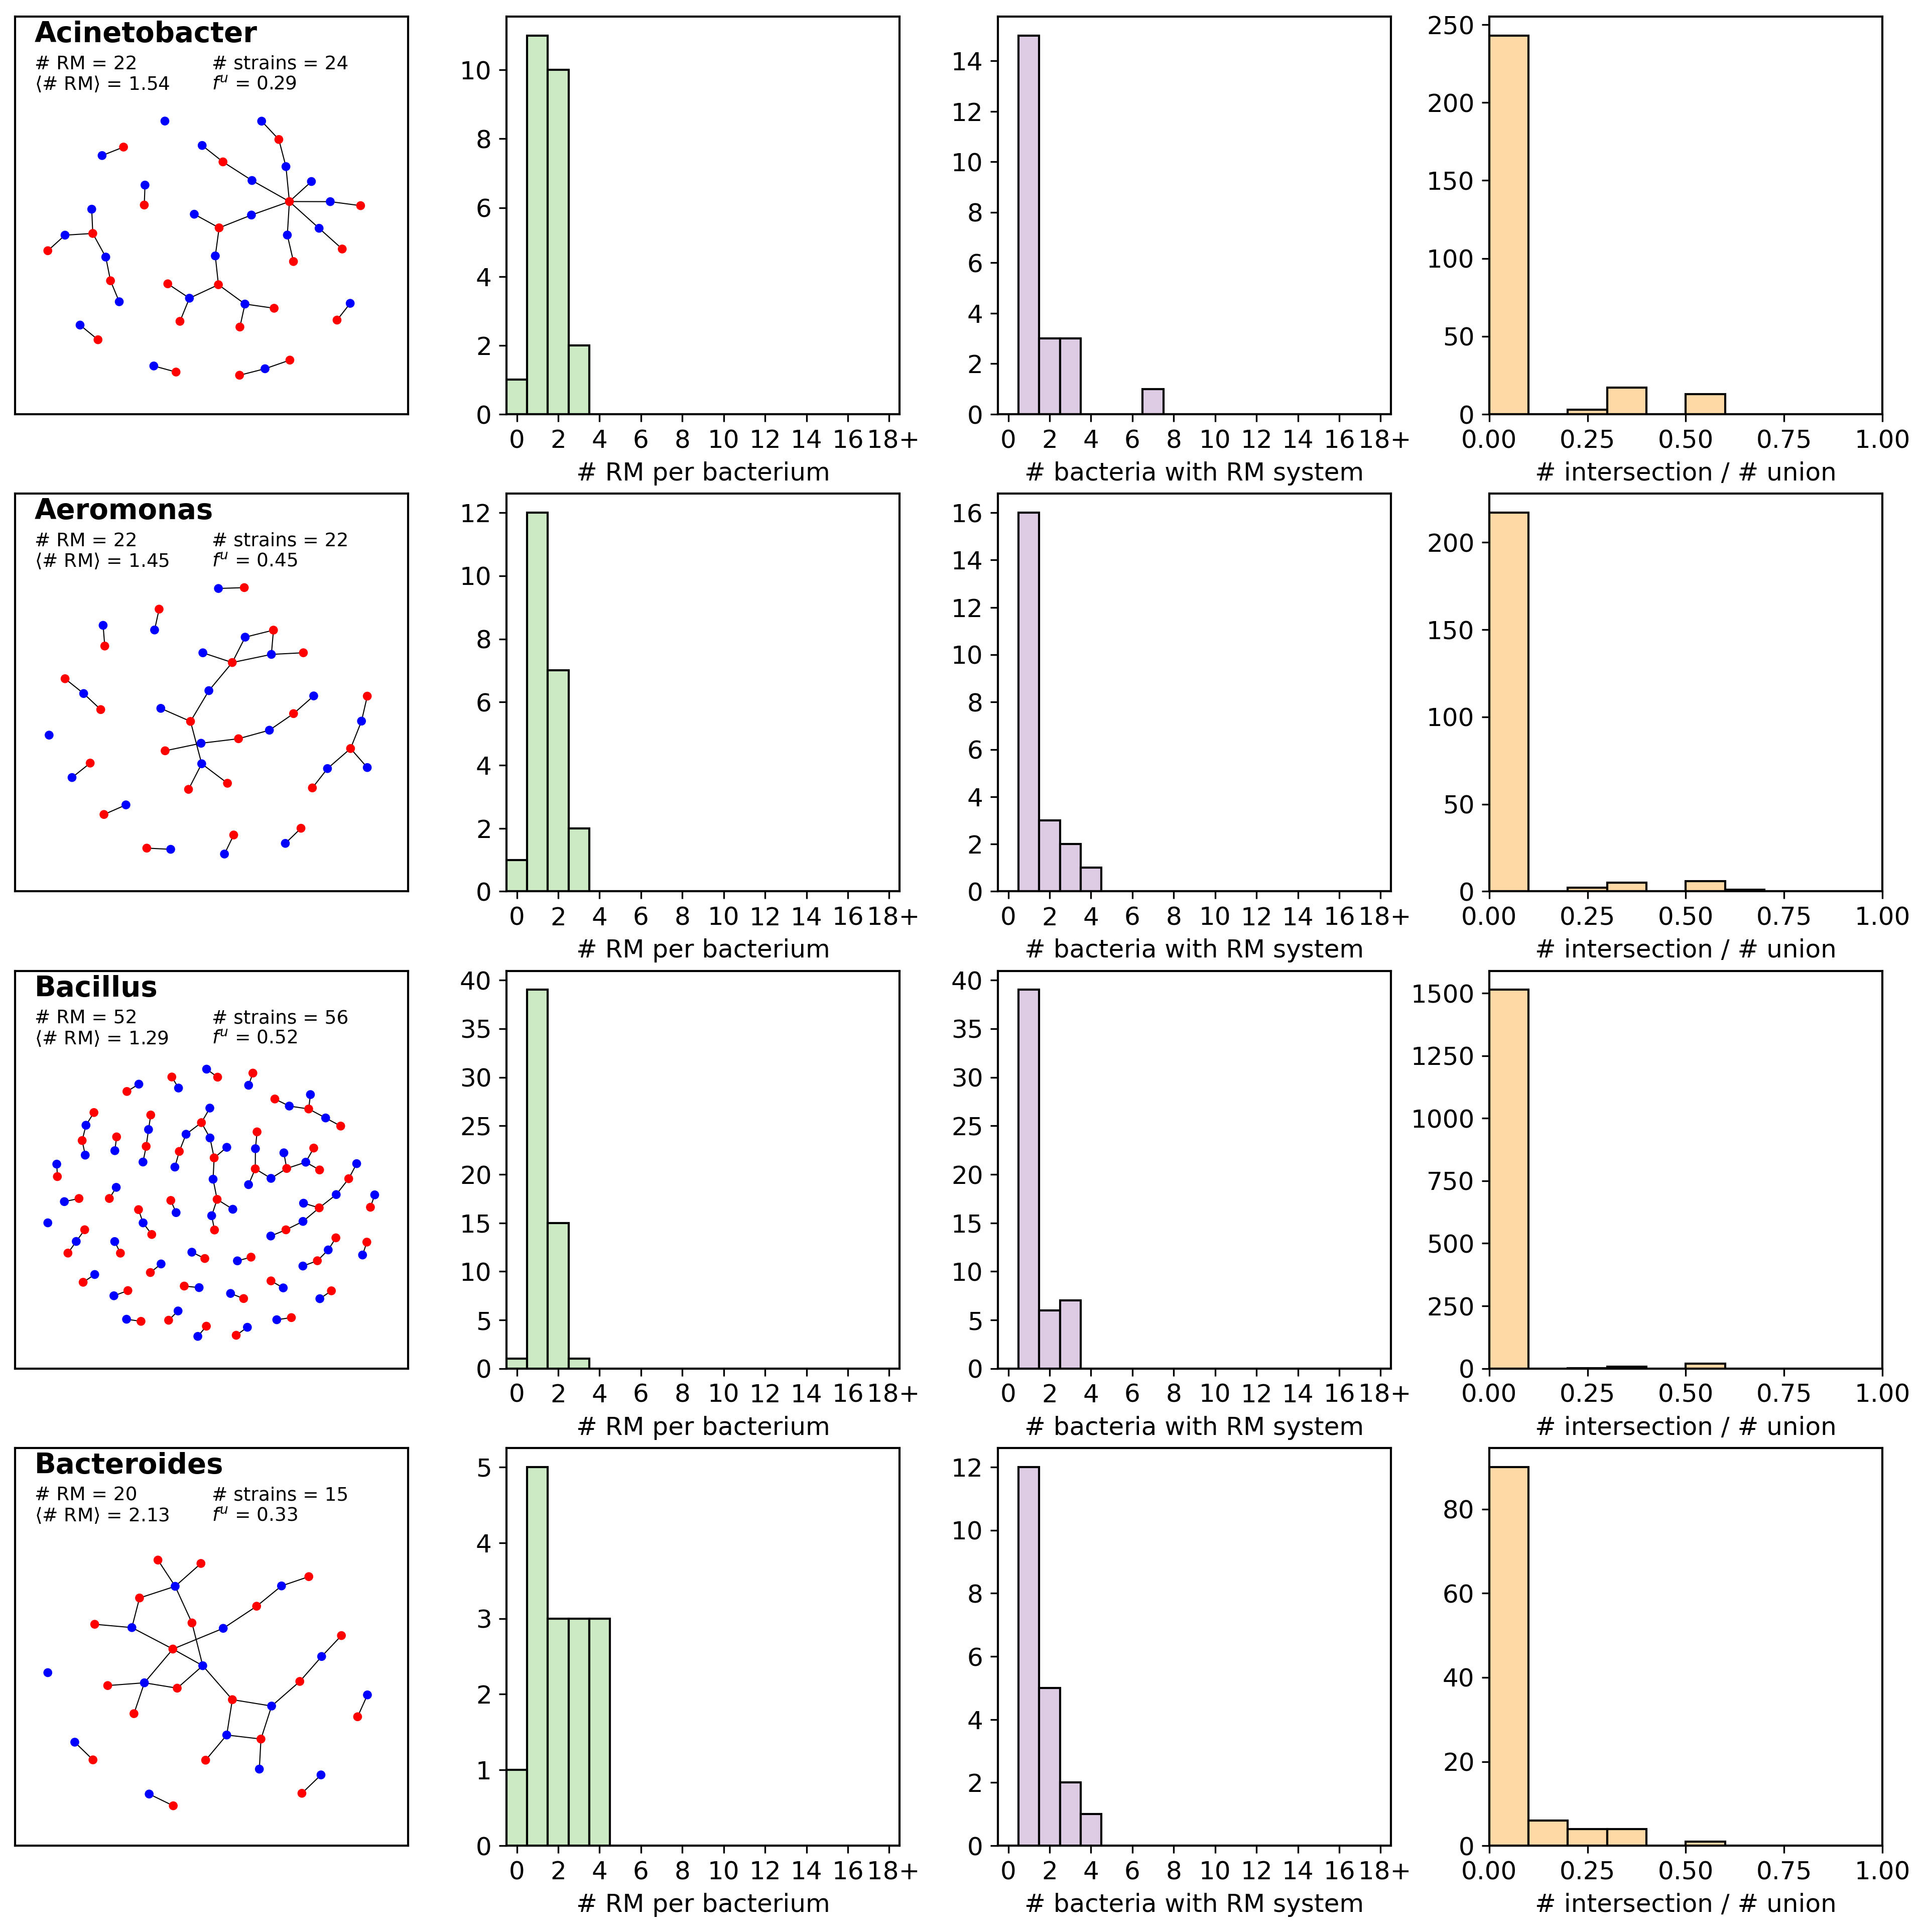 Acinetobacter
# RM = 22 # strains = 24
⟨# RM⟩ = 1.54 fᵘ = 0.29
10
8
6
4
2
0
0 2 4 6 8 10 12 14 16 18+
# RM per bacterium
14
12
10
8
6
4
2
0
0 2 4 6 8 10 12 14 16 18+
# bacteria with RM system
250
200
150
100
50
0
0.00 0.25 0.50 0.75 1.00
# intersection / # union
Aeromonas
# RM = 22 # strains = 22
⟨# RM⟩ = 1.45 fᵘ = 0.45
12
10
8
6
4
2
0
0 2 4 6 8 10 12 14 16 18+
# RM per bacterium
16
14
12
10
8
6
4
2
0
0 2 4 6 8 10 12 14 16 18+
# bacteria with RM system
200
150
100
50
0
0.00 0.25 0.50 0.75 1.00
# intersection / # union
Bacillus
# RM = 52 # strains = 56
⟨# RM⟩ = 1.29 fᵘ = 0.52
40
35
30
25
20
15
10
5
0
0 2 4 6 8 10 12 14 16 18+
# RM per bacterium
40
35
30
25
20
15
10
5
0
0 2 4 6 8 10 12 14 16 18+
# bacteria with RM system
1500
1250
1000
750
500
250
0
0.00 0.25 0.50 0.75 1.00
# intersection / # union
Bacteroides
# RM = 20 # strains = 15
⟨# RM⟩ = 2.13 fᵘ = 0.33
5
4
3
2
1
0
0 2 4 6 8 10 12 14 16 18+
# RM per bacterium
12
10
8
6
4
2
0
0 2 4 6 8 10 12 14 16 18+
# bacteria with RM system
80
60
40
20
0
0.00 0.25 0.50 0.75 1.00
# intersection / # union